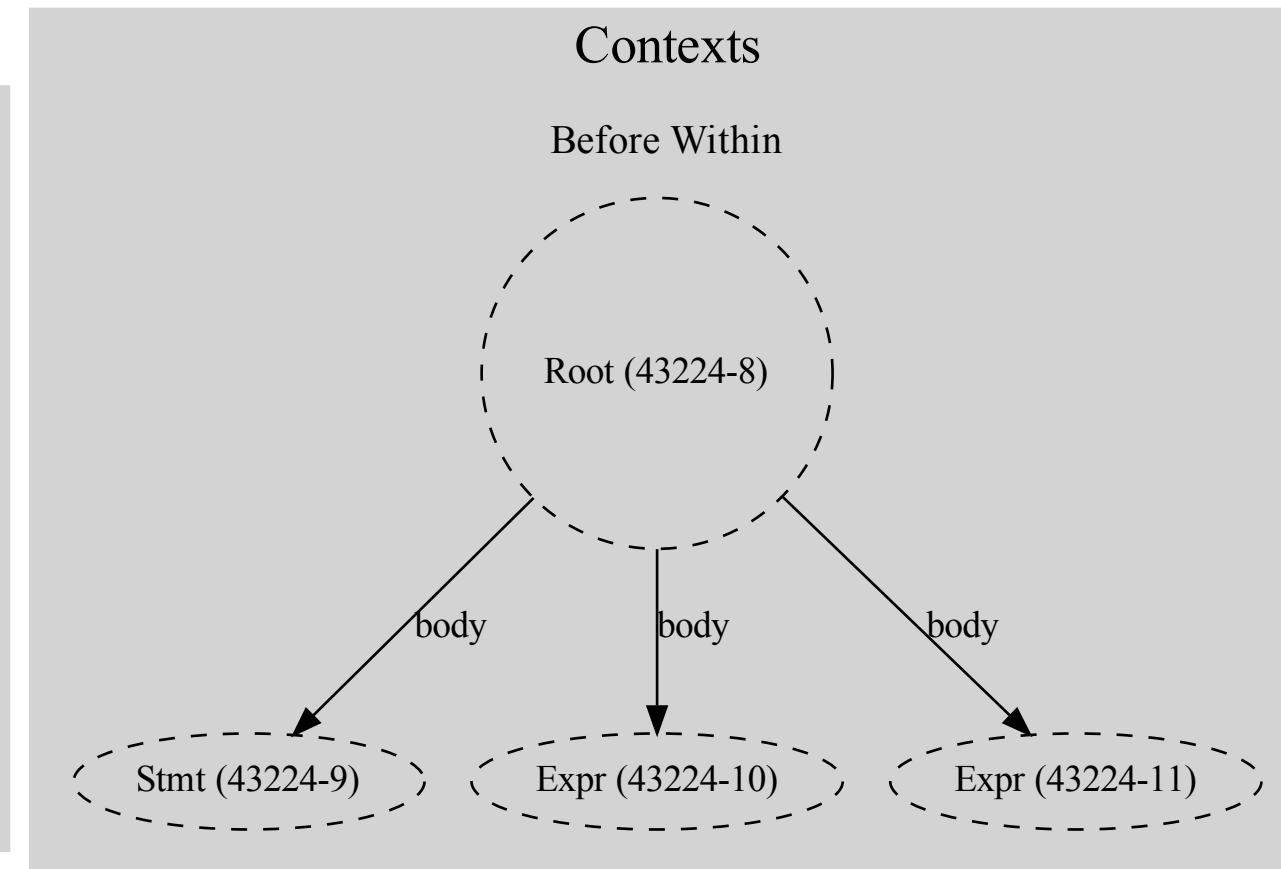 Contexts
Before Within
Root (43224-8)
body body body
Stmt (43224-9) Expr (43224-10) Expr (43224-11)